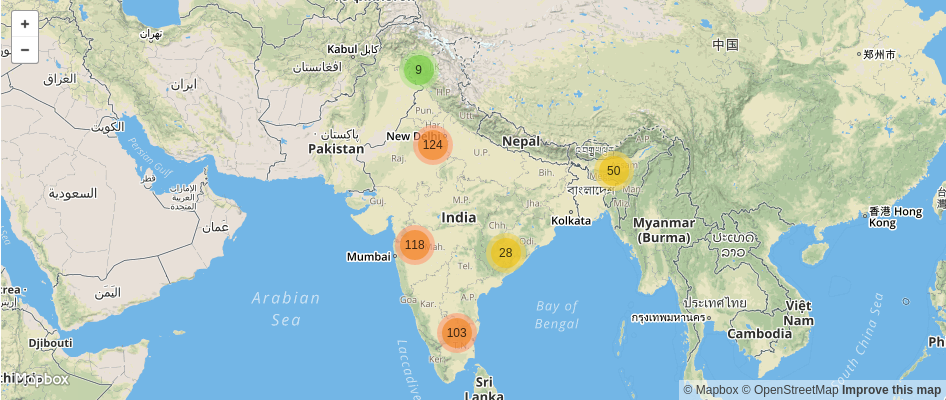 +
−
تهران
Kabul کابل
افغانستان
中国
郑州市
العراق
ایران
9
H.P.
Pun.
Utt.
Har.
الكويت
پاکستان
Pakistan
New Delhi
124
Nepal
Persian Gulf
Raj.
U.P.
Bih.
50
قطر
السعودية
الإمارات
العربية
المتحدة
বাংলাদেশ
Man
Guj.
M.P.
Jha.
Miz
香港 Hong
Kong
عمان
India
Kolkata
Myanmar
(Burma)
118
Chh.
Odi.
28
Mumbai
Tel.
ປະເທດ
ລາວ
اليمن
Arabian
Sea
Goa
Kar.
A.P.
Bay of
Bengal
ประเทศไทย
กรุงเทพมหานคร
Việt
Nam
103
Cambodia
South China Sea
Djibouti
Ker.
Laccadive
Ph
Mapbox
Sri
Lanka
© Mapbox © OpenStreetMap Improve this map